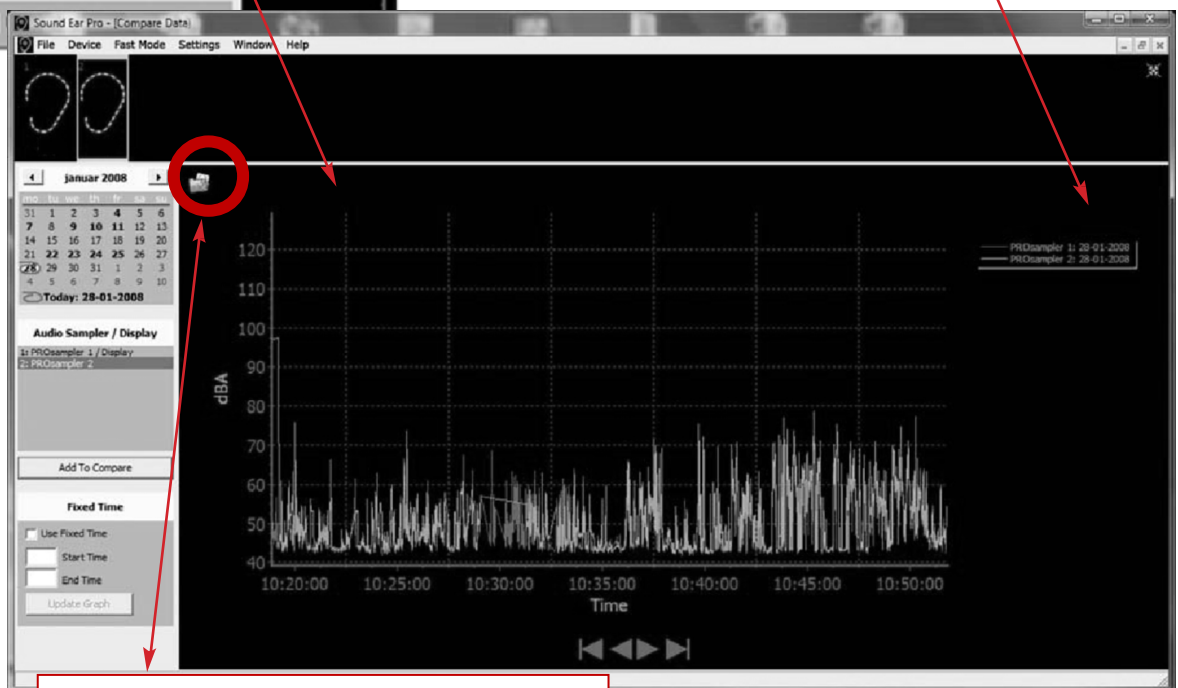 Sound Ear Pro - [Compare Data]
File Device Fast Mode Settings Window Help
1 2
januar 2008
mo tu we th fr sa su
31 1 2 3 4 5 6
7 8 9 10 11 12 13
14 15 16 17 18 19 20
21 22 23 24 25 26 27
28 29 30 31 1 2 3
4 5 6 7 8 9 10
Today: 28-01-2008
Audio Sampler / Display
1: PROsampler 1 / Display
2: PROsampler 2
Add To Compare
Fixed Time
Use Fixed Time
Start Time
End Time
Update Graph
PROsampler 1: 28-01-2008
PROsampler 2: 28-01-2008
120
110
100
90
80
70
60
50
40
dBA
10:20:00 10:25:00 10:30:00 10:35:00 10:40:00 10:45:00 10:50:00
Time